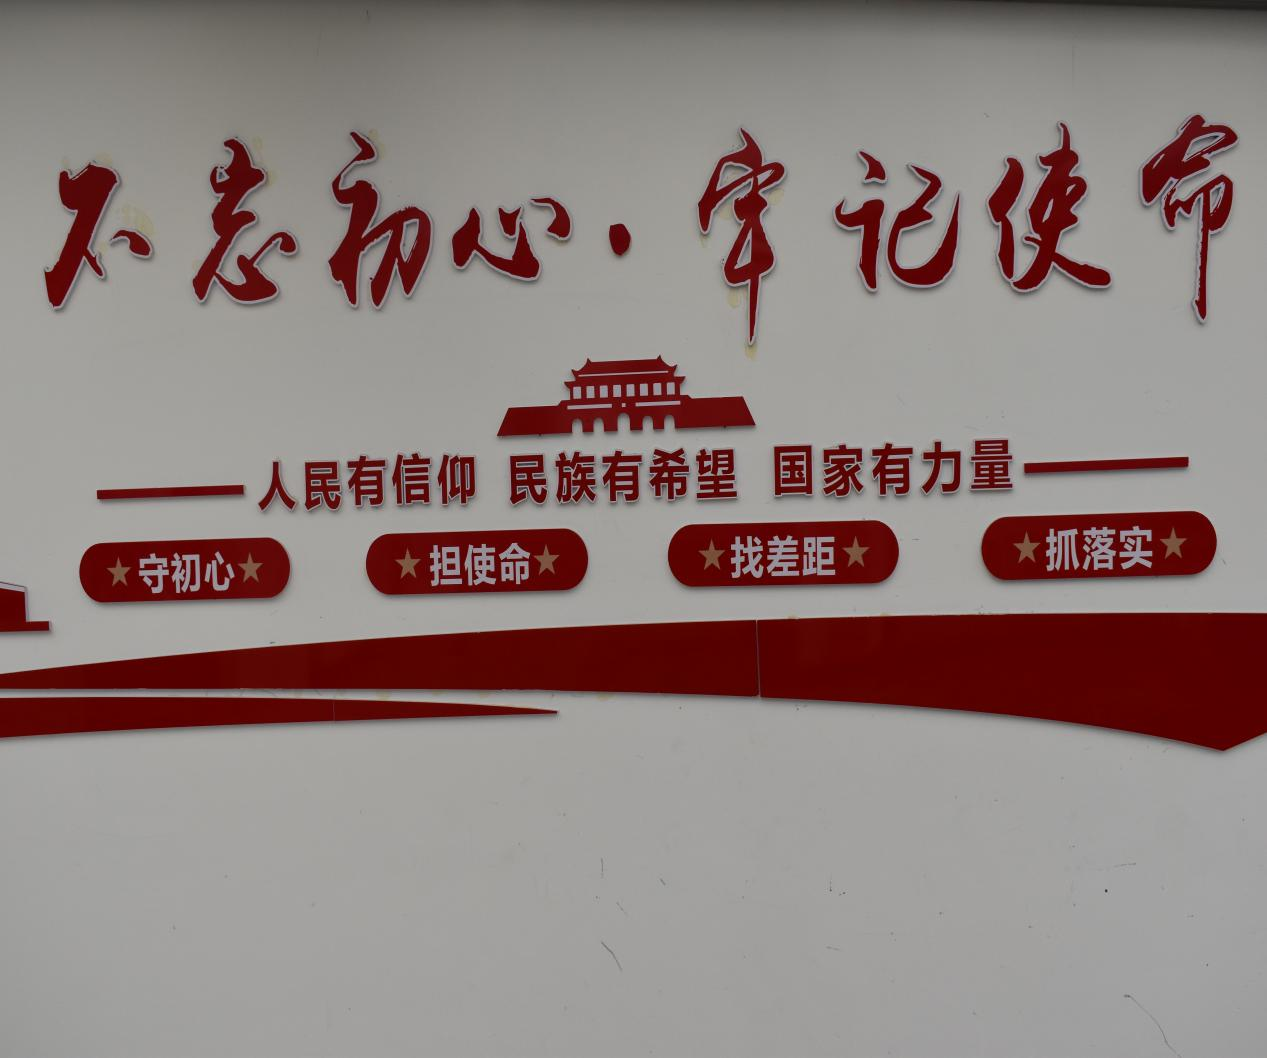 不忘初心·牢记使命
人民有信仰 民族有希望 国家有力量
守初心 担使命 找差距 抓落实